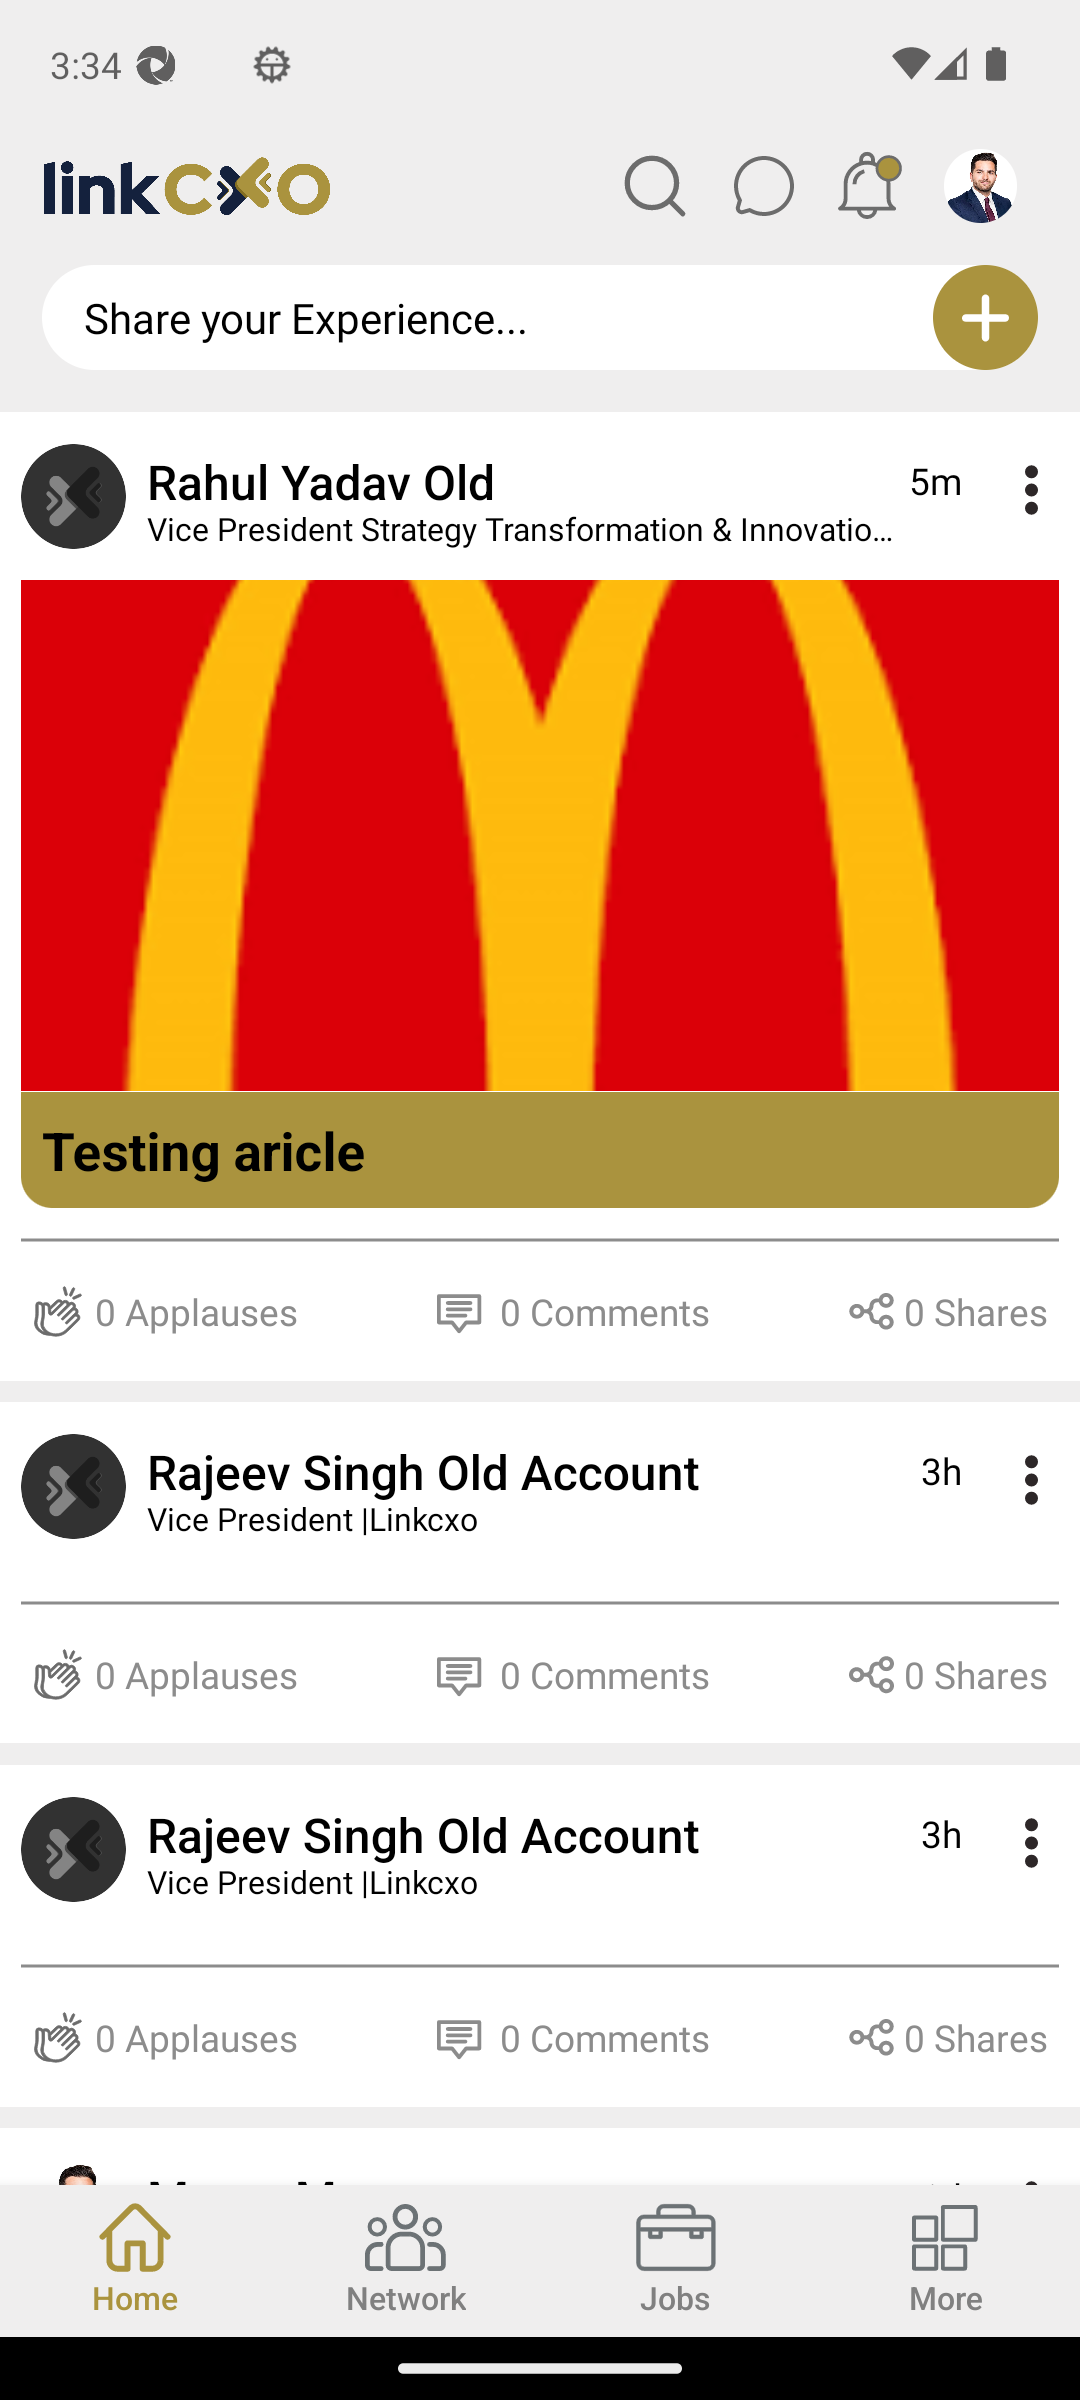 3:34
linkcxo
Share your Experience...
Rahul Yadav Old
5m
Vice President Strategy Transformation & Innovatio...
Testing aricle
0 Applauses
0 Comments
0 Shares
Rajeev Singh Old Account
3h
Vice President |Linkcxo
0 Applauses
0 Comments
0 Shares
Rajeev Singh Old Account
3h
Vice President |Linkcxo
0 Applauses
0 Comments
0 Shares
Home
Network
Jobs
More